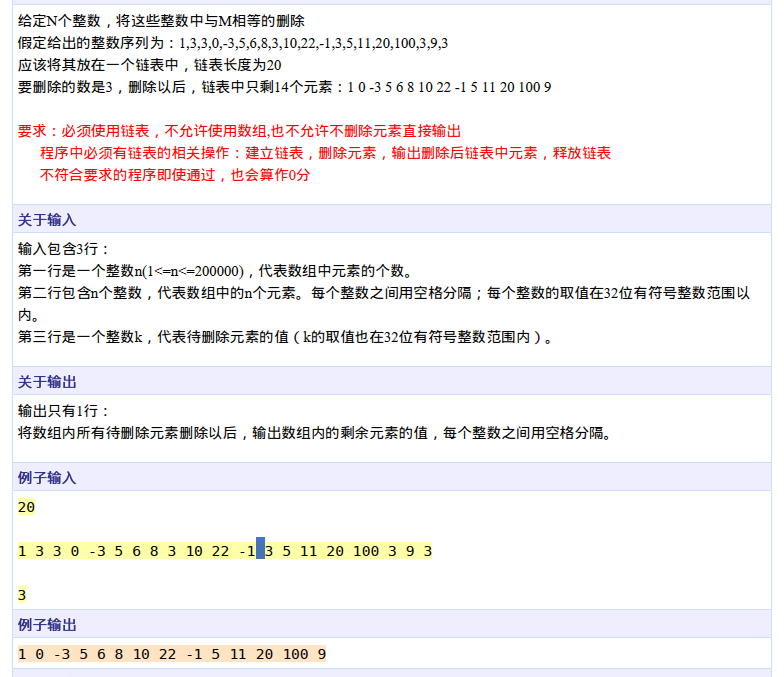 给定N个整数，将这些整数中与M相等的删除
假定给出的整数序列为：1,3,3,0,-3,5,6,8,3,10,22,-1,3,5,11,20,100,3,9,3
应该将其放在一个链表中，链表长度为20
要删除的数是3，删除以后，链表中只剩14个元素：1 0 -3 5 6 8 10 22 -1 5 11 20 100 9
要求：必须使用链表，不允许使用数组,也不允许不删除元素直接输出
程序中必须有链表的相关操作：建立链表，删除元素，输出删除后链表中元素，释放链表
不符合要求的程序即使通过，也会算作0分
关于输入
输入包含3行：
第一行是一个整数n(1<=n<=200000)，代表数组中元素的个数。
第二行包含n个整数，代表数组中的n个元素。每个整数之间用空格分隔；每个整数的取值在32位有符号整数范围以
内。
第三行是一个整数k，代表待删除元素的值（k的取值也在32位有符号整数范围内）。
关于输出
输出只有1行：
将数组内所有待删除元素删除以后，输出数组内的剩余元素的值，每个整数之间用空格分隔。
例子输入
20
1 3 3 0 -3 5 6 8 3 10 22 -1 3 5 11 20 100 3 9 3
3
例子输出
1 0 -3 5 6 8 10 22 -1 5 11 20 100 9